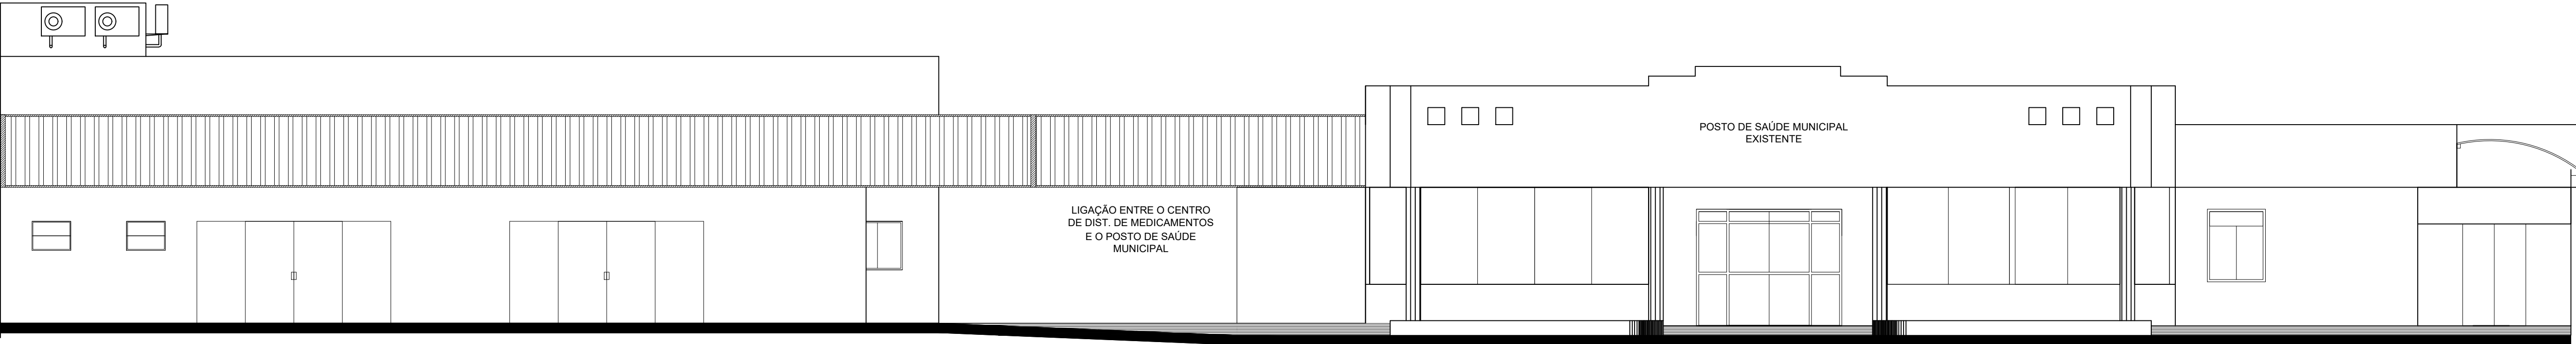 LIGAÇÃO ENTRE O CENTRO
DE DIST. DE MEDICAMENTOS
E O POSTO DE SAÚDE
MUNICIPAL
POSTO DE SAÚDE MUNICIPAL
EXISTENTE